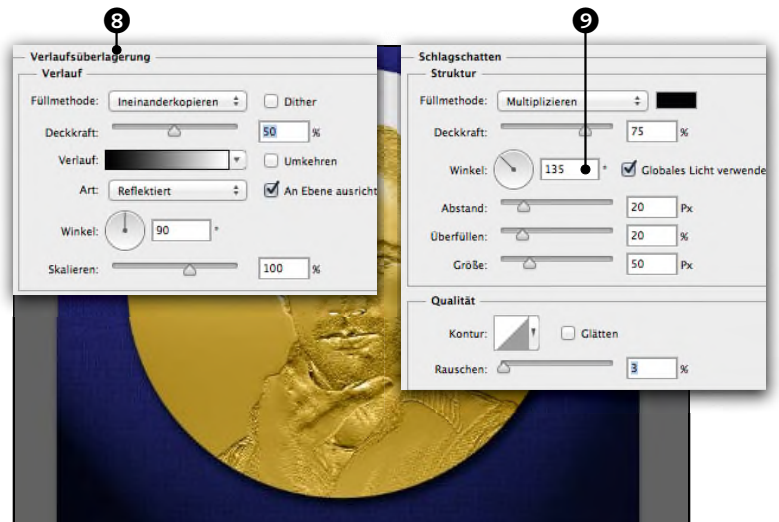 8
Verlaufsüberlagerung
Verlauf
Füllmethode: Ineinanderkopieren Dither
Deckkraft: 50 %
Verlauf: Umkehren
Art: Reflektiert An Ebene ausricht
Winkel: 90 °
Skalieren: 100 %
9
Schlagschatten
Struktur
Füllmethode: Multiplizieren
Deckkraft: 75 %
Winkel: 135 ° Globales Licht verwende
Abstand: 20 Px
Überfüllen: 20 %
Größe: 50 Px
Qualität
Kontur: Glätten
Rauschen: 3 %